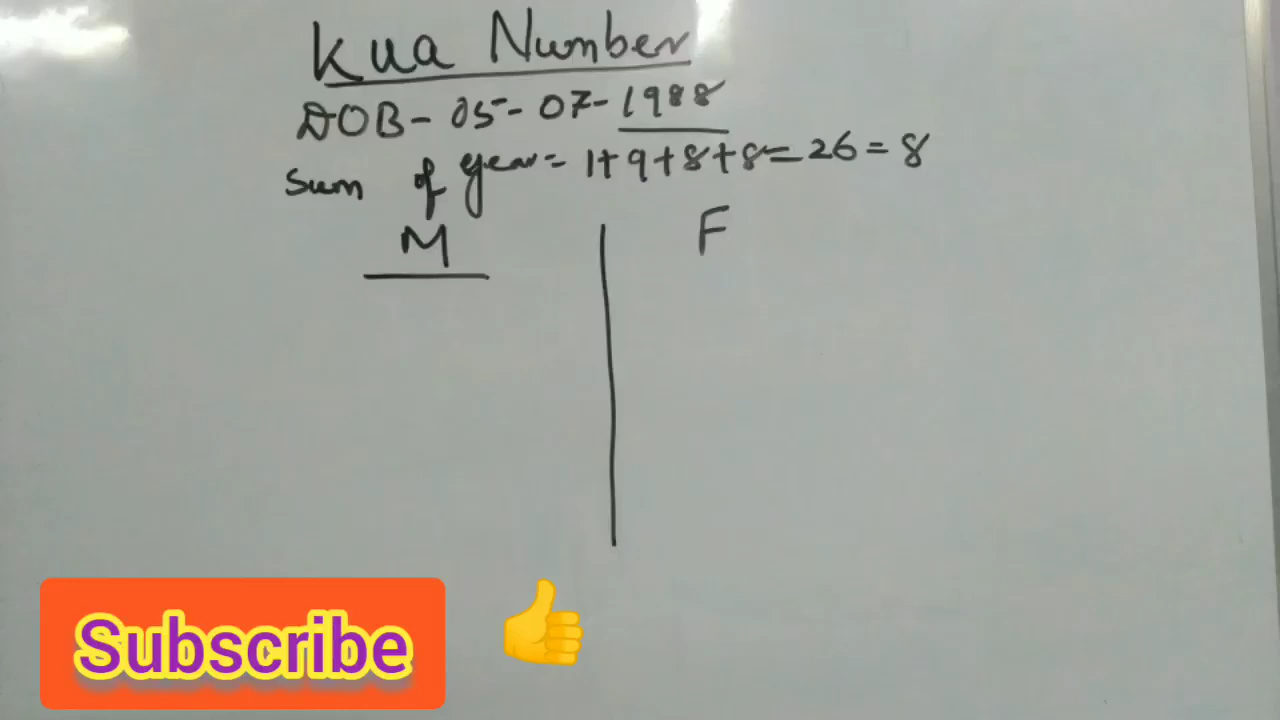 Kua Number
DOB - 05 - 07 - 1988
Sum of year = 1+9+8+8 = 26 = 8
M
F
Subscribe